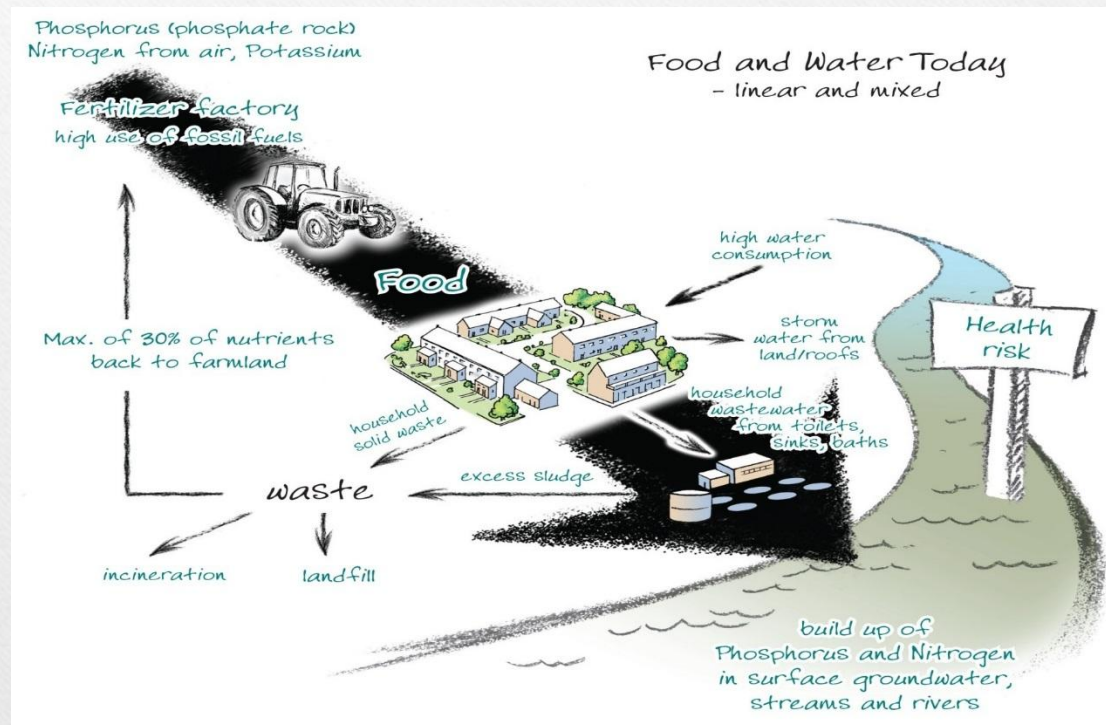 Phosphorus (phosphate rock)
Nitrogen from air, Potassium
Food and Water Today
- linear and mixed
Fertilizer factory
high use of fossil fuels
Food
high water
consumption
Health
risk
storm
water from
land/roofs
Max. of 30% of nutrients
back to farmland
household
wastewater
from toilets,
sinks, baths
household
solid waste
excess sludge
waste
incineration
landfill
build up of
Phosphorus and Nitrogen
in surface groundwater,
streams and rivers